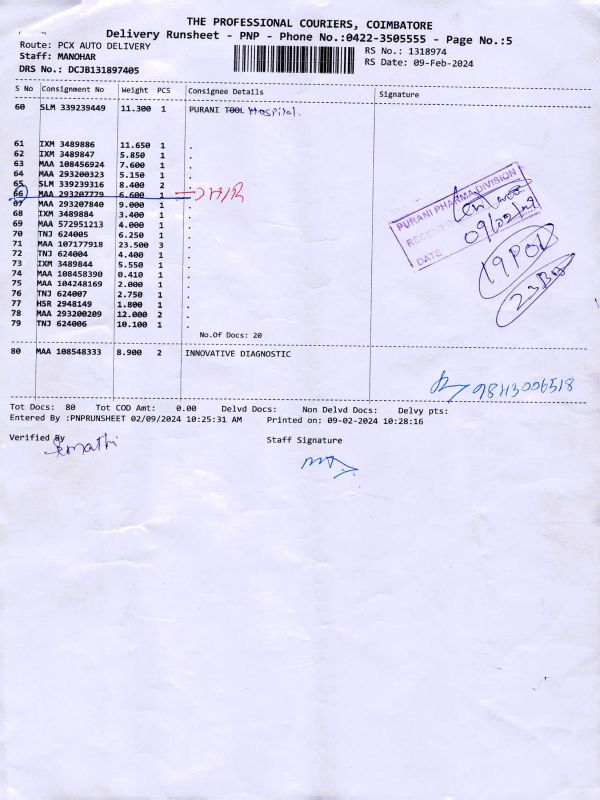 THE PROFESSIONAL COURIERS, COIMBATORE
Delivery Runsheet - PNP - Phone No.:0422-3505555 - Page No.:5
Route: PCX AUTO DELIVERY RS No.: 1318974
Staff: MANOHAR RS Date: 09-Feb-2024
DRS No.: DCJB131897405
S No Consignment No Weight PCS Consignee Details Signature
60 SLM 339239449 11.300 1 PURANI TOOL Hospital.
61 IXM 3489886 11.650 1 .
62 IXM 3489847 5.850 1 .
63 MAA 108456924 7.600 1 .
64 MAA 293200323 5.150 1 .
65 SLM 339239316 8.400 2 .
66 MAA 293207779 6.600 1 H/R
67 MAA 293207840 9.000 1 .
68 IXM 3489884 3.400 1 .
69 MAA 572951213 4.000 1 .
70 TNJ 624005 6.250 1 .
71 MAA 107177918 23.500 3 .
72 TNJ 624004 4.400 1 .
73 IXM 3489844 5.550 1 .
74 MAA 108458390 0.410 1 .
75 MAA 104248169 2.000 1 .
76 TNJ 624007 2.750 1 .
77 HSR 2948149 1.800 1 .
78 MAA 293200209 12.000 2 .
79 TNJ 624006 10.100 1 .
No.Of Docs: 20
PURANI PHARMA DIVISION
RECEIVED
DATE 09/02/24
19 POD
23 Box
80 MAA 108548333 8.900 2 INNOVATIVE DIAGNOSTIC
9843006518
Tot Docs: 80 Tot COD Amt: 0.00 Delvd Docs: Non Delvd Docs: Delvy pts:
Entered By :PNPRUNSHEET 02/09/2024 10:25:31 AM Printed on: 09-02-2024 10:28:16
Verified By Staff Signature